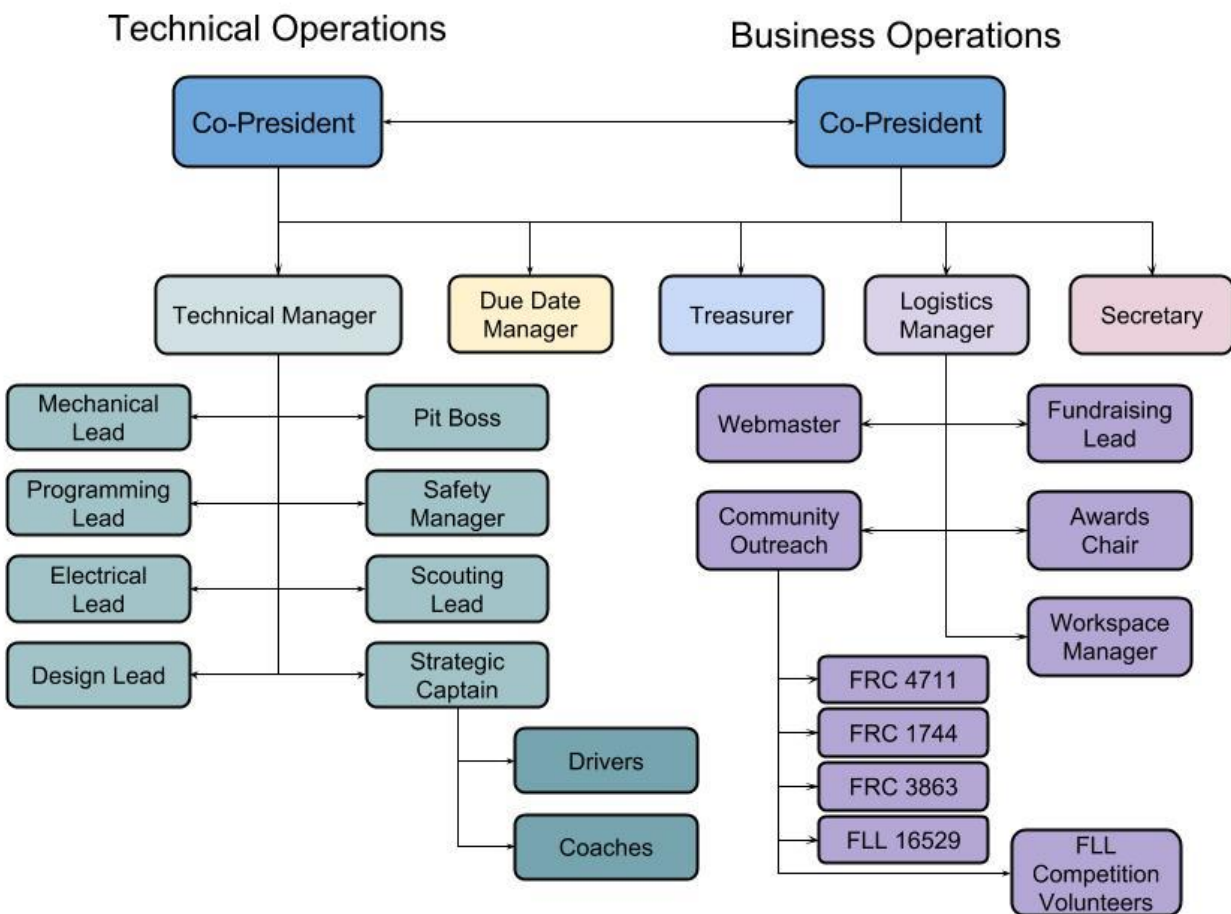 Technical Operations
Business Operations
Co-President
Co-President
Technical Manager
Due Date
Manager
Treasurer
Logistics
Manager
Secretary
Mechanical
Lead
Pit Boss
Webmaster
Fundraising
Lead
Programming
Lead
Safety
Manager
Community
Outreach
Awards
Chair
Electrical
Lead
Scouting
Lead
Workspace
Manager
Design Lead
Strategic
Captain
FRC 4711
FRC 1744
FRC 3863
FLL 16529
Drivers
Coaches
FLL
Competition
Volunteers